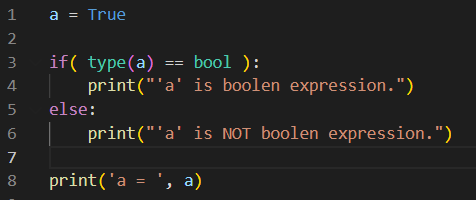 1 a = True
2
3 if( type(a) == bool ):
4     print("'a' is boolen expression.")
5 else:
6     print("'a' is NOT boolen expression.")
7
8 print('a = ', a)